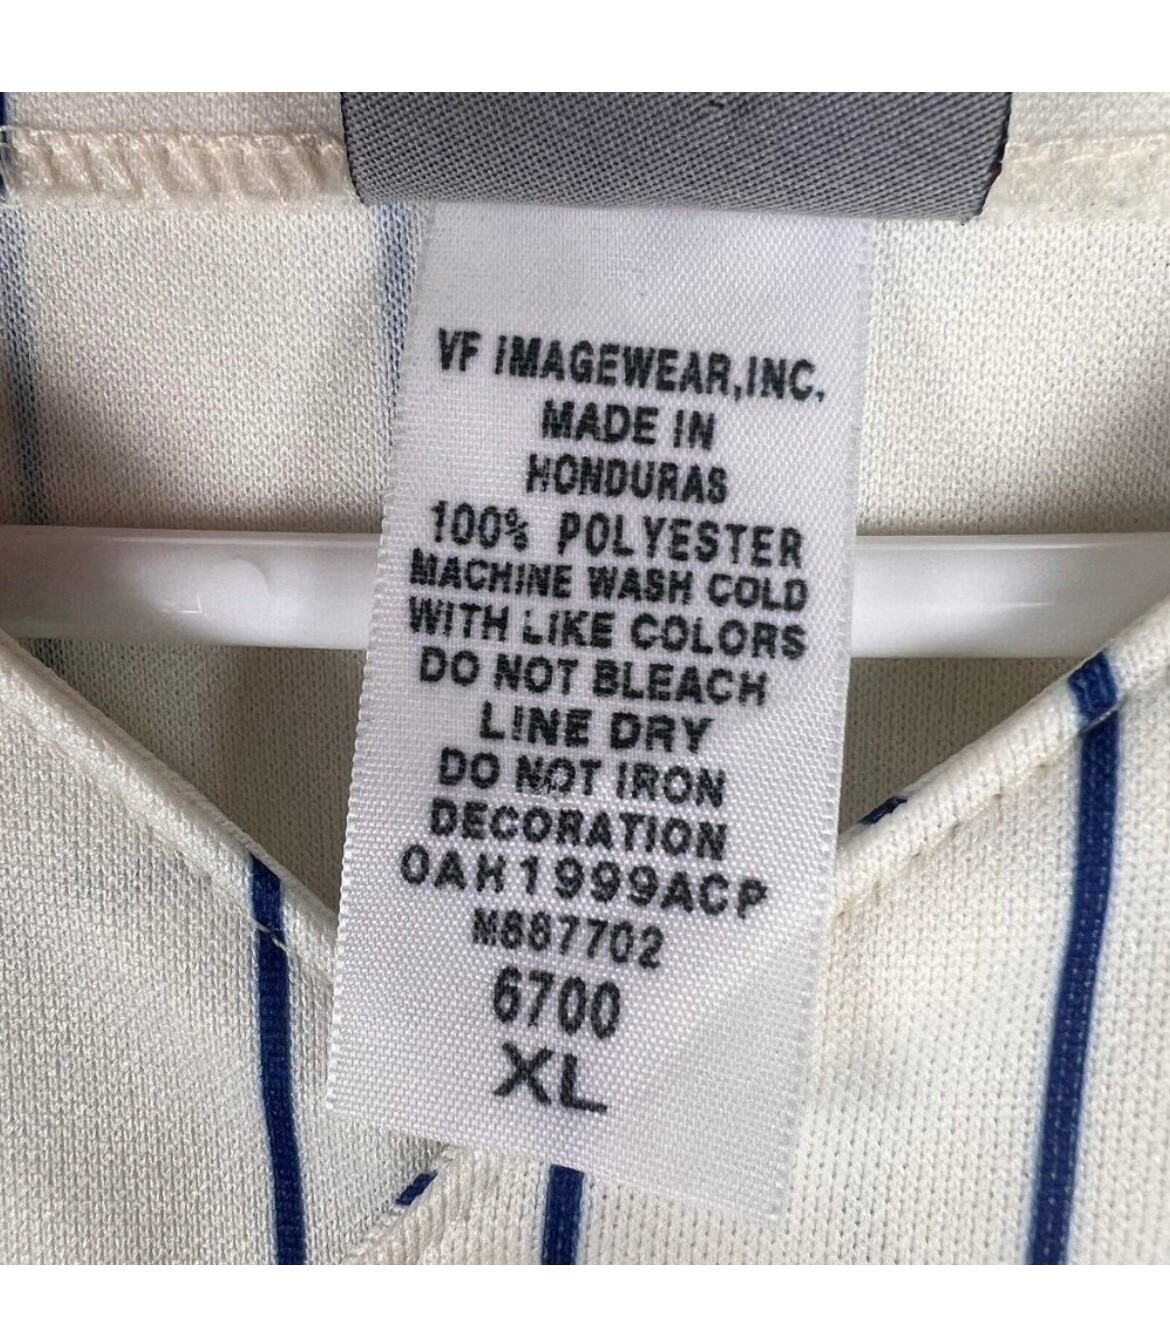 VF IMAGEWEAR,INC.
MADE IN
HONDURAS
100% POLYESTER
MACHINE WASH COLD
WITH LIKE COLORS
DO NOT BLEACH
LINE DRY
DO NOT IRON
DECORATION
0AH1999ACP
M887702
6700
XL